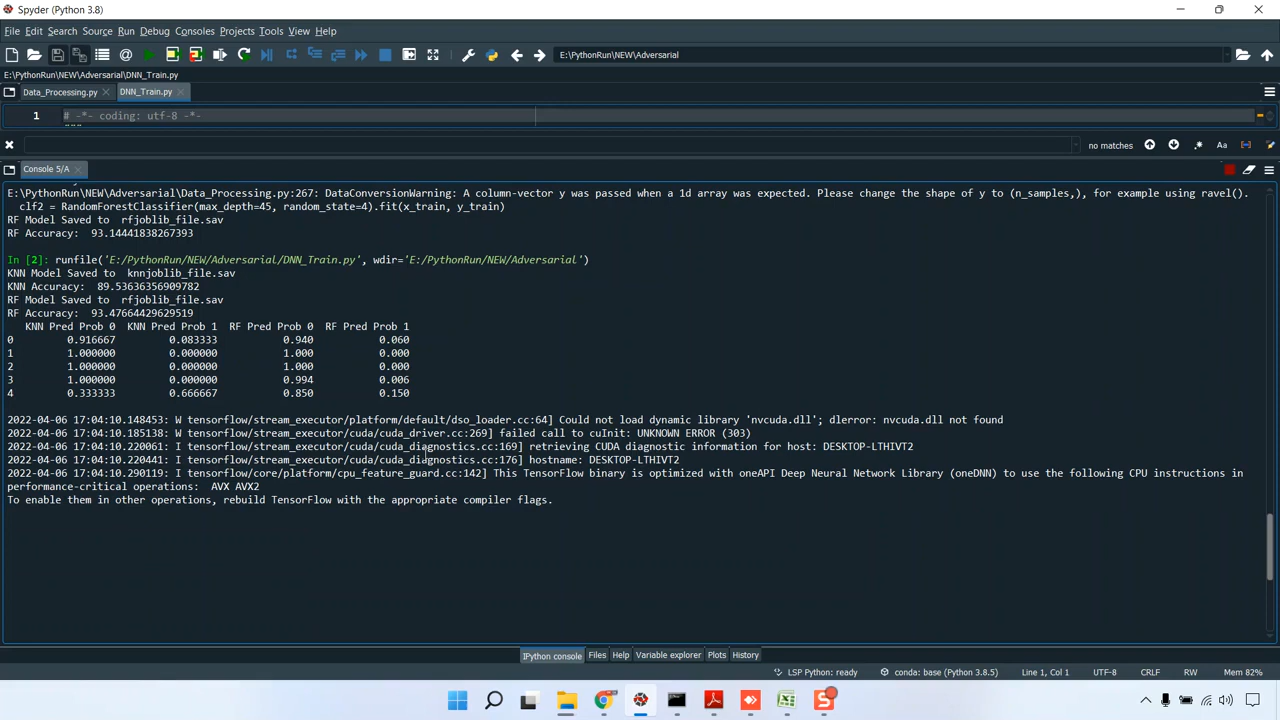 Spyder (Python 3.8)
File Edit Search Source Run Debug Consoles Projects Tools View Help
E:\PythonRun\NEW\Adversarial
E:\PythonRun\NEW\Adversarial\DNN_Train.py
Data_Processing.py DNN_Train.py
1 # -*- coding: utf-8 -*-
"""
no matches Aa
Console 5/A
E:\PythonRun\NEW\Adversarial\Data_Processing.py:267: DataConversionWarning: A column-vector y was passed when a 1d array was expected. Please change the shape of y to (n_samples,), for example using ravel().
clf2 = RandomForestClassifier(max_depth=45, random_state=4).fit(x_train, y_train)
RF Model Saved to rfjoblib_file.sav
RF Accuracy: 93.14441838267393
In [2]: runfile('E:/PythonRun/NEW/Adversarial/DNN_Train.py', wdir='E:/PythonRun/NEW/Adversarial')
KNN Model Saved to knnjoblib_file.sav
KNN Accuracy: 89.53636356909782
RF Model Saved to rfjoblib_file.sav
RF Accuracy: 93.47664429629519
KNN Pred Prob 0 KNN Pred Prob 1 RF Pred Prob 0 RF Pred Prob 1
0 0.916667 0.083333 0.940 0.060
1 1.000000 0.000000 1.000 0.000
2 1.000000 0.000000 1.000 0.000
3 1.000000 0.000000 0.994 0.006
4 0.333333 0.666667 0.850 0.150
2022-04-06 17:04:10.148453: W tensorflow/stream_executor/platform/default/dso_loader.cc:64] Could not load dynamic library 'nvcuda.dll'; dlerror: nvcuda.dll not found
2022-04-06 17:04:10.185138: W tensorflow/stream_executor/cuda/cuda_driver.cc:269] failed call to cuInit: UNKNOWN ERROR (303)
2022-04-06 17:04:10.220061: I tensorflow/stream_executor/cuda/cuda_diagnostics.cc:169] retrieving CUDA diagnostic information for host: DESKTOP-LTHIVT2
2022-04-06 17:04:10.220441: I tensorflow/stream_executor/cuda/cuda_diagnostics.cc:176] hostname: DESKTOP-LTHIVT2
2022-04-06 17:04:10.290119: I tensorflow/core/platform/cpu_feature_guard.cc:142] This TensorFlow binary is optimized with oneAPI Deep Neural Network Library (oneDNN) to use the following CPU instructions in
performance-critical operations: AVX AVX2
To enable them in other operations, rebuild TensorFlow with the appropriate compiler flags.
IPython console Files Help Variable explorer Plots History
LSP Python: ready conda: base (Python 3.8.5) Line 1, Col 1 UTF-8 CRLF RW Mem 82%